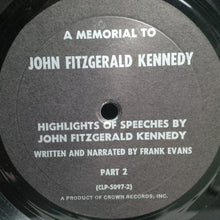 A MEMORIAL TO
JOHN FITZGERALD KENNEDY
HIGHLIGHTS OF SPEECHES BY
JOHN FITZGERALD KENNEDY
WRITTEN AND NARRATED BY FRANK EVANS
PART 2
(CLP-5097-2)
A PRODUCT OF CROWN RECORDS, INC.